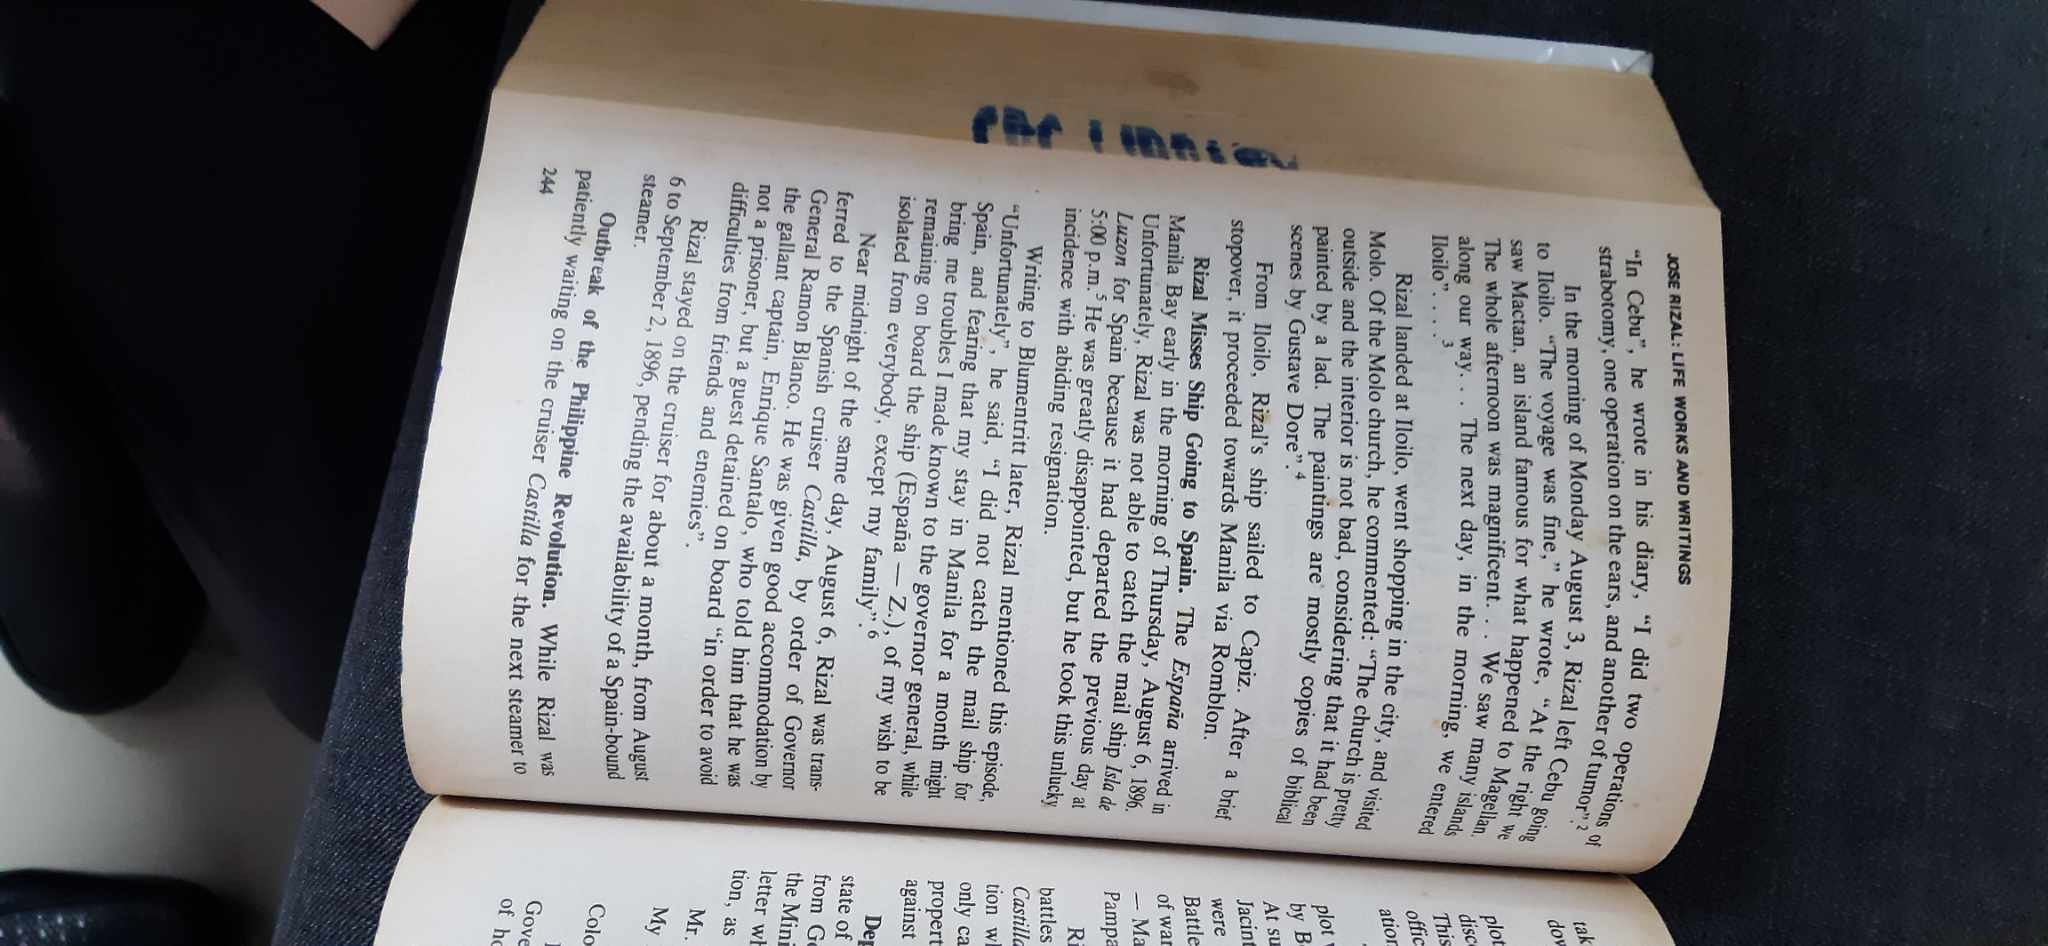 JOSE RIZAL: LIFE WORKS AND WRITINGS
"In Cebu", he wrote in his diary, "I did two operations of
strabotomy, one operation on the ears, and another of tumor".2
In the morning of Monday August 3, Rizal left Cebu going
to Iloilo. "The voyage was fine," he wrote, "At the right we
saw Mactan, an island famous for what happened to Magellan.
The whole afternoon was magnificent. . . We saw many islands
along our way. . . The next day, in the morning, we entered
Iloilo". . . .3
Rizal landed at Iloilo, went shopping in the city, and visited
Molo. Of the Molo church, he commented: "The church is pretty
outside and the interior is not bad, considering that it had been
painted by a lad. The paintings are mostly copies of biblical
scenes by Gustave Dore".4
From Iloilo, Rizal's ship sailed to Capiz. After a brief
stopover, it proceeded towards Manila via Romblon.
Rizal Misses Ship Going to Spain. The España arrived in
Manila Bay early in the morning of Thursday, August 6, 1896.
Unfortunately, Rizal was not able to catch the mail ship Isla de
Luzon for Spain because it had departed the previous day at
5:00 p.m.5 He was greatly disappointed, but he took this unlucky
incidence with abiding resignation.
Writing to Blumentritt later, Rizal mentioned this episode,
"Unfortunately", he said, "I did not catch the mail ship for
Spain, and fearing that my stay in Manila for a month might
bring me troubles I made known to the governor general, while
remaining on board the ship (España — Z.), of my wish to be
isolated from everybody, except my family".6
Near midnight of the same day, August 6, Rizal was trans-
ferred to the Spanish cruiser Castilla, by order of Governor
General Ramon Blanco. He was given good accommodation by
the gallant captain, Enrique Santalo, who told him that he was
not a prisoner, but a guest detained on board "in order to avoid
difficulties from friends and enemies".
Rizal stayed on the cruiser for about a month, from August
6 to September 2, 1896, pending the availability of a Spain-bound
steamer.
Outbreak of the Philippine Revolution. While Rizal was
patiently waiting on the cruiser Castilla for the next steamer to
244
tak
dov
plot
disc
This
offic
ation
plot
by B
At su
Jacint
were
Battle
of war
— Ma
Pampa
Ri
battles
Castilla
tion wh
only ca
propert
against
Dep
state of
from Go
the Mini
letter wh
tion, as
Mr.
My
Colo
Gove
of ho